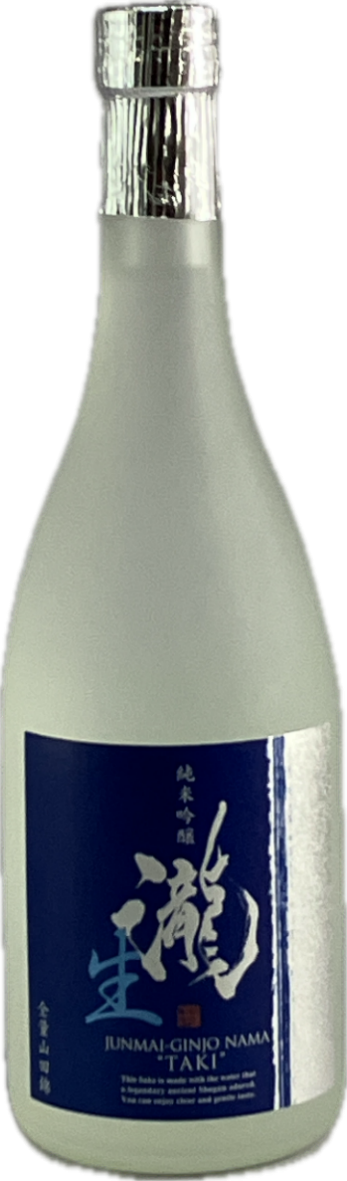 純米吟醸
瀧
生
全量山田錦
JUNMAI-GINJO NAMA
"TAKI"
This Sake is made with the water that
a legendary ancient Shogun adored.
You can enjoy clear and gentle taste.